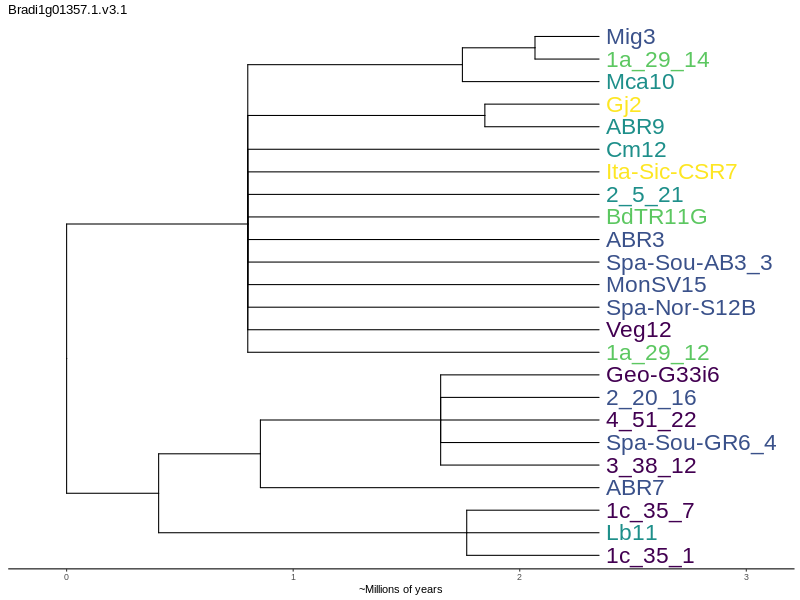 Bradi1g01357.1.v3.1
Mig3
1a_29_14
Mca10
Gj2
ABR9
Cm12
Ita-Sic-CSR7
2_5_21
BdTR11G
ABR3
Spa-Sou-AB3_3
MonSV15
Spa-Nor-S12B
Veg12
1a_29_12
Geo-G33i6
2_20_16
4_51_22
Spa-Sou-GR6_4
3_38_12
ABR7
1c_35_7
Lb11
1c_35_1
0 1 2 3
~Millions of years